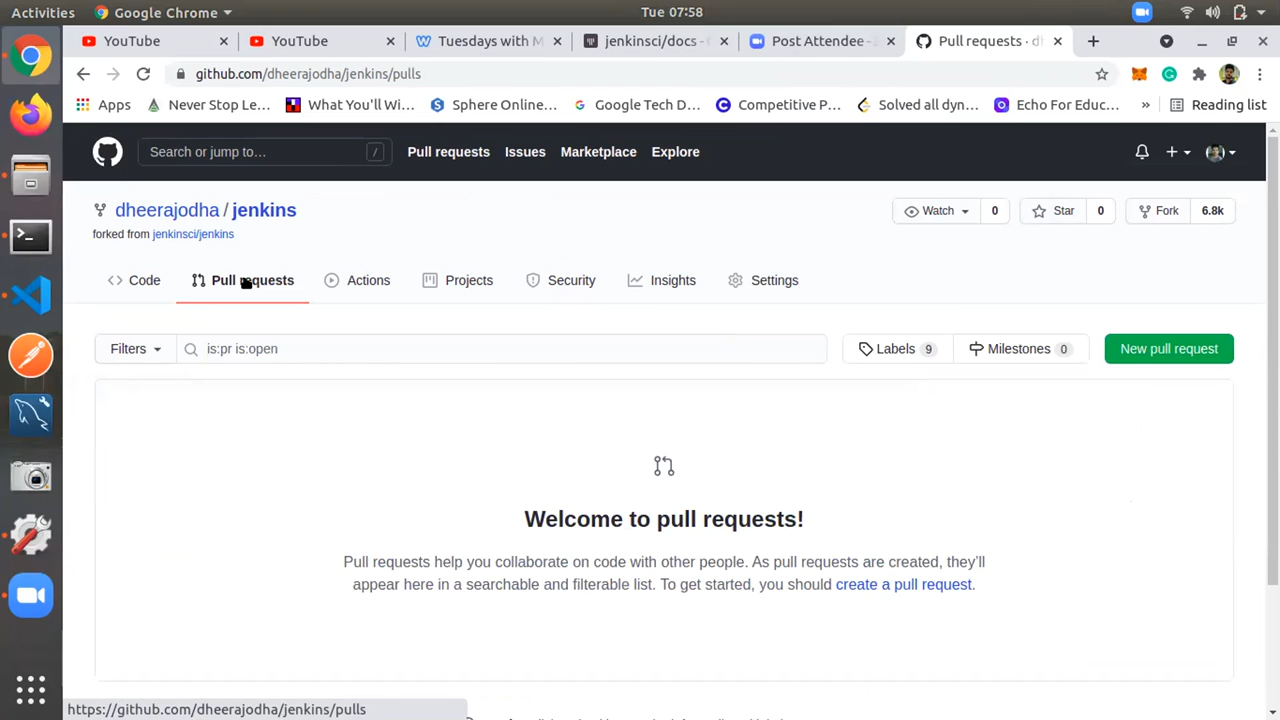 Activities
Google Chrome
Tue 07:58
YouTube
YouTube
Tuesdays with M
jenkinsci/docs - G
Post Attendee - Z
Pull requests · d
github.com/dheerajodha/jenkins/pulls
Apps
Never Stop Le...
What You'll Wi...
Sphere Online...
Google Tech D...
Competitive P...
Solved all dyn...
Echo For Educ...
»
Reading list
Search or jump to...
/
Pull requests
Issues
Marketplace
Explore
dheerajodha / jenkins
Watch
0
Star
0
Fork
6.8k
forked from jenkinsci/jenkins
Code
Pull requests
Actions
Projects
Security
Insights
Settings
Filters
is:pr is:open
Labels 9
Milestones 0
New pull request
Welcome to pull requests!
Pull requests help you collaborate on code with other people. As pull requests are created, they'll
appear here in a searchable and filterable list. To get started, you should create a pull request.
https://github.com/dheerajodha/jenkins/pulls